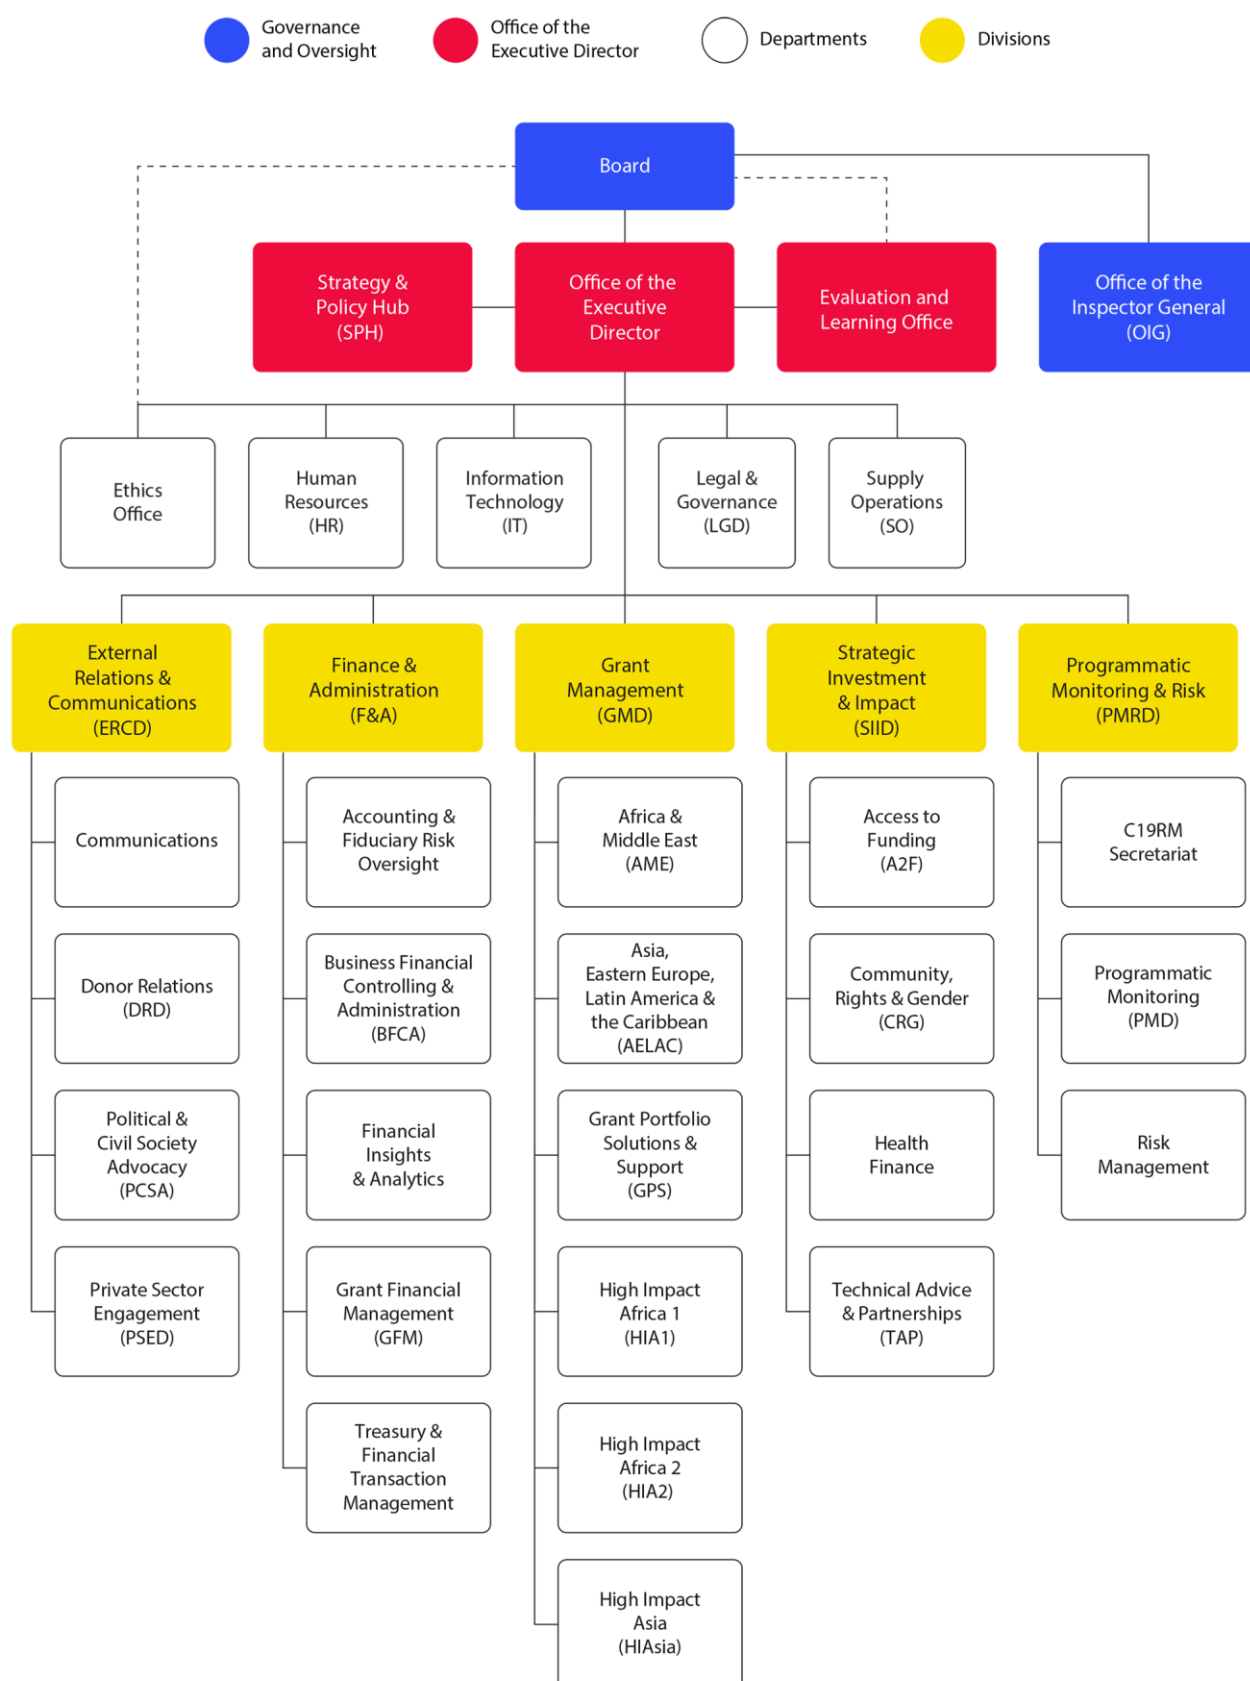 Governance
and Oversight
Office of the
Executive Director
Departments
Divisions
Board
Strategy &
Policy Hub
(SPH)
Office of the
Executive
Director
Evaluation and
Learning Office
Office of the
Inspector General
(OIG)
Ethics
Office
Human
Resources
(HR)
Information
Technology
(IT)
Legal &
Governance
(LGD)
Supply
Operations
(SO)
External
Relations &
Communications
(ERCD)
Finance &
Administration
(F&A)
Grant
Management
(GMD)
Strategic
Investment
& Impact
(SIID)
Programmatic
Monitoring & Risk
(PMRD)
Communications
Donor Relations
(DRD)
Political &
Civil Society
Advocacy
(PCSA)
Private Sector
Engagement
(PSED)
Accounting &
Fiduciary Risk
Oversight
Business Financial
Controlling &
Administration
(BFCA)
Financial
Insights
& Analytics
Grant Financial
Management
(GFM)
Treasury &
Financial
Transaction
Management
Africa &
Middle East
(AME)
Asia,
Eastern Europe,
Latin America &
the Caribbean
(AELAC)
Grant Portfolio
Solutions &
Support
(GPS)
High Impact
Africa 1
(HIA1)
High Impact
Africa 2
(HIA2)
High Impact
Asia
(HIAsia)
Access to
Funding
(A2F)
Community,
Rights & Gender
(CRG)
Health
Finance
Technical Advice
& Partnerships
(TAP)
C19RM
Secretariat
Programmatic
Monitoring
(PMD)
Risk
Management